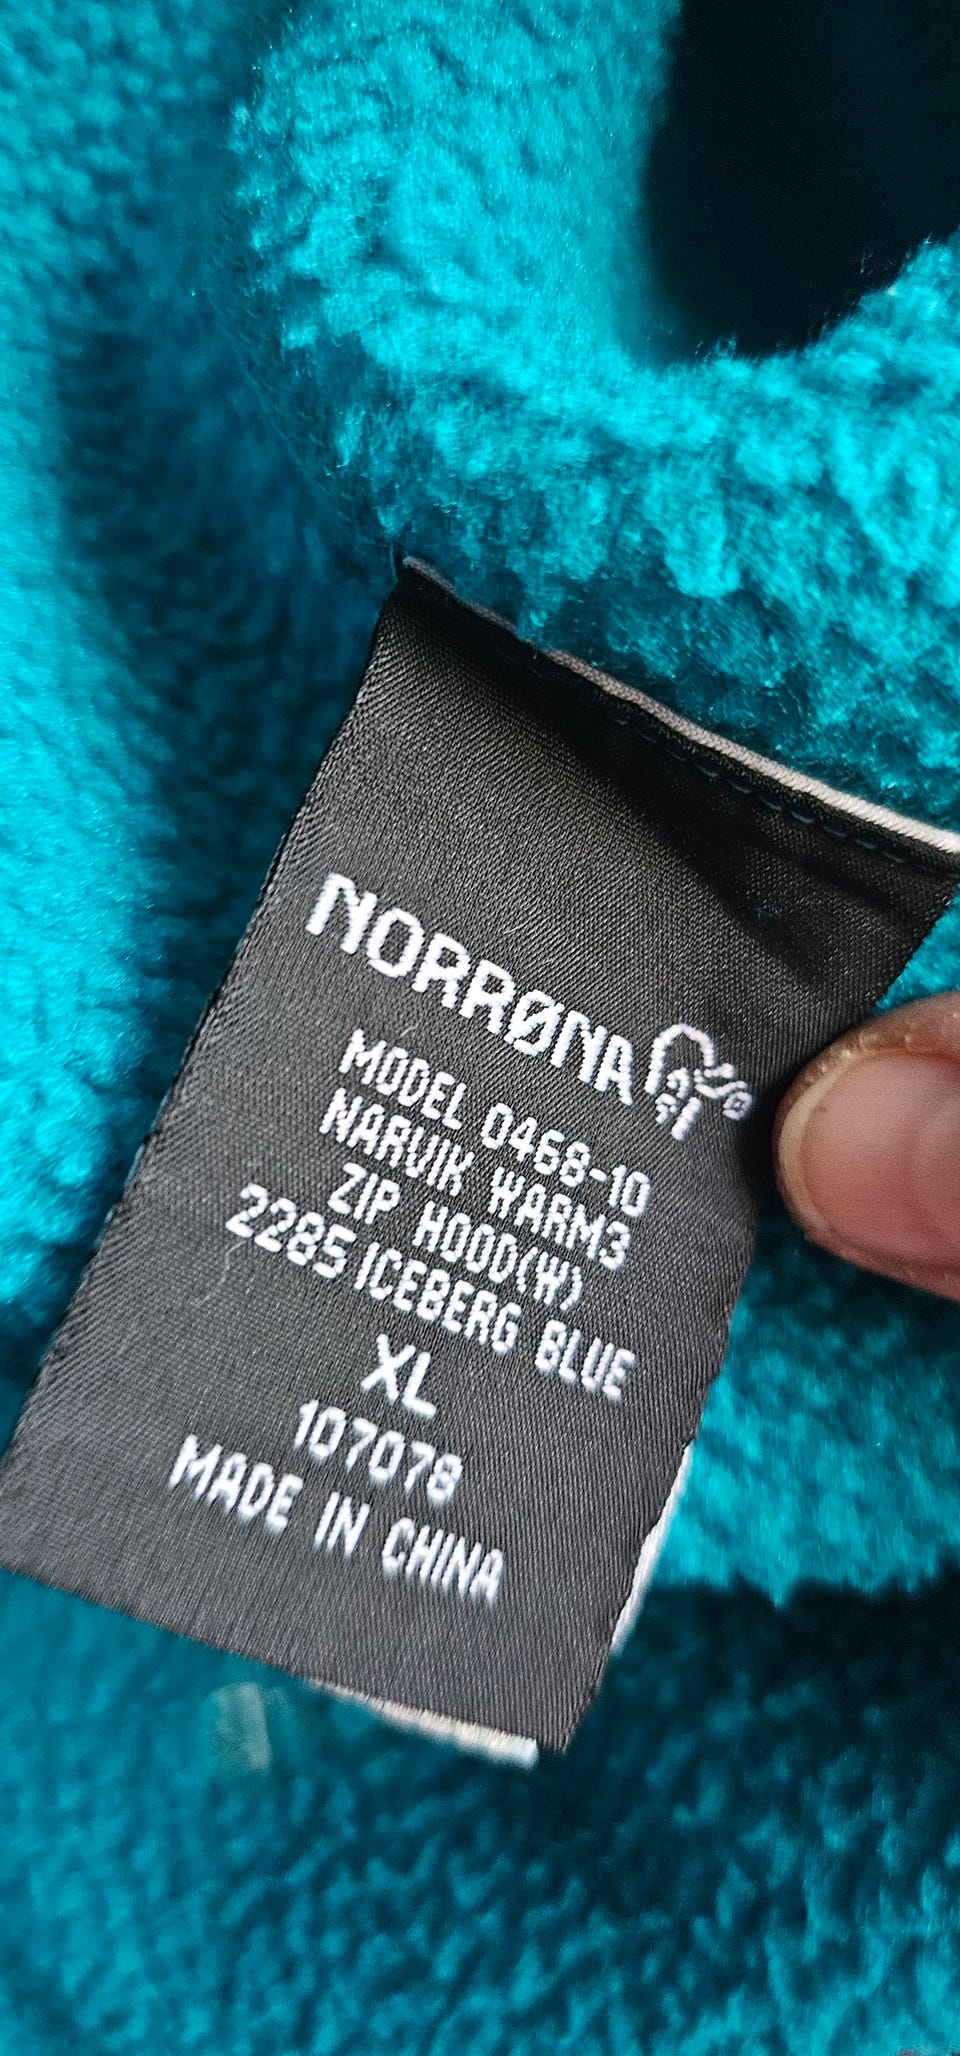 NORRØNA
MODEL 0468-10
NARVIK WARM3
ZIP HOOD(W)
2285 ICEBERG BLUE
XL
107078
MADE IN CHINA